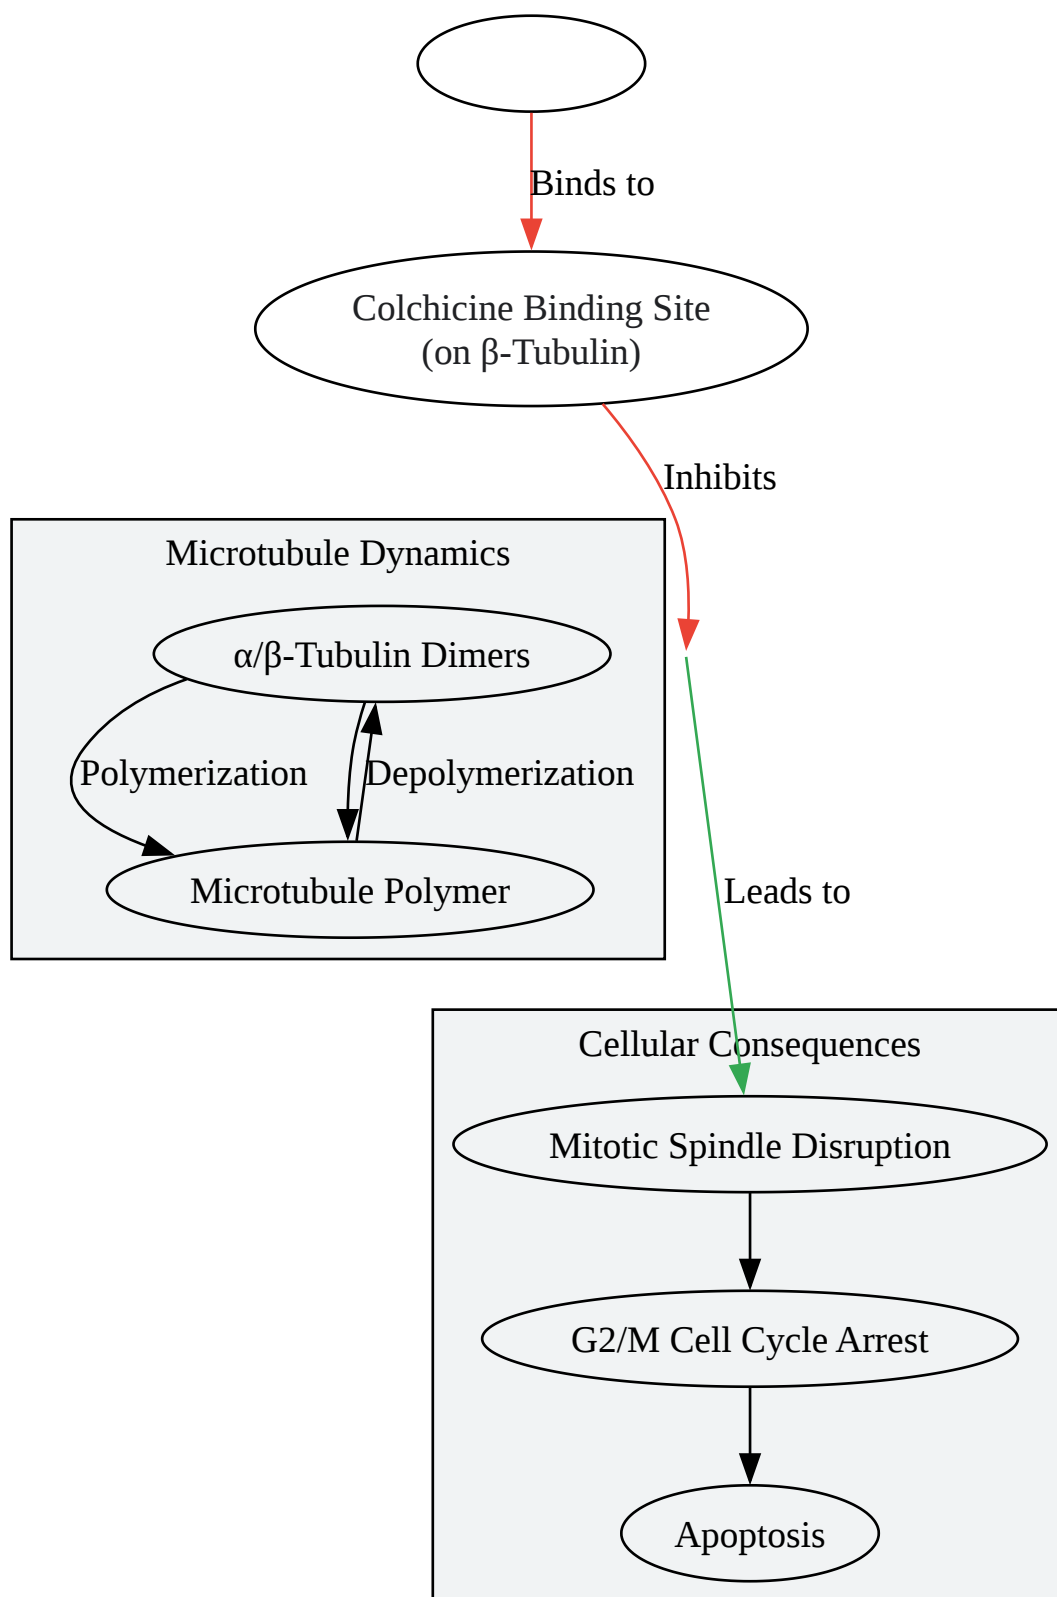 Binds to
Colchicine Binding Site
(on β-Tubulin)
Inhibits
Microtubule Dynamics
α/β-Tubulin Dimers
Polymerization
Depolymerization
Microtubule Polymer
Leads to
Cellular Consequences
Mitotic Spindle Disruption
G2/M Cell Cycle Arrest
Apoptosis